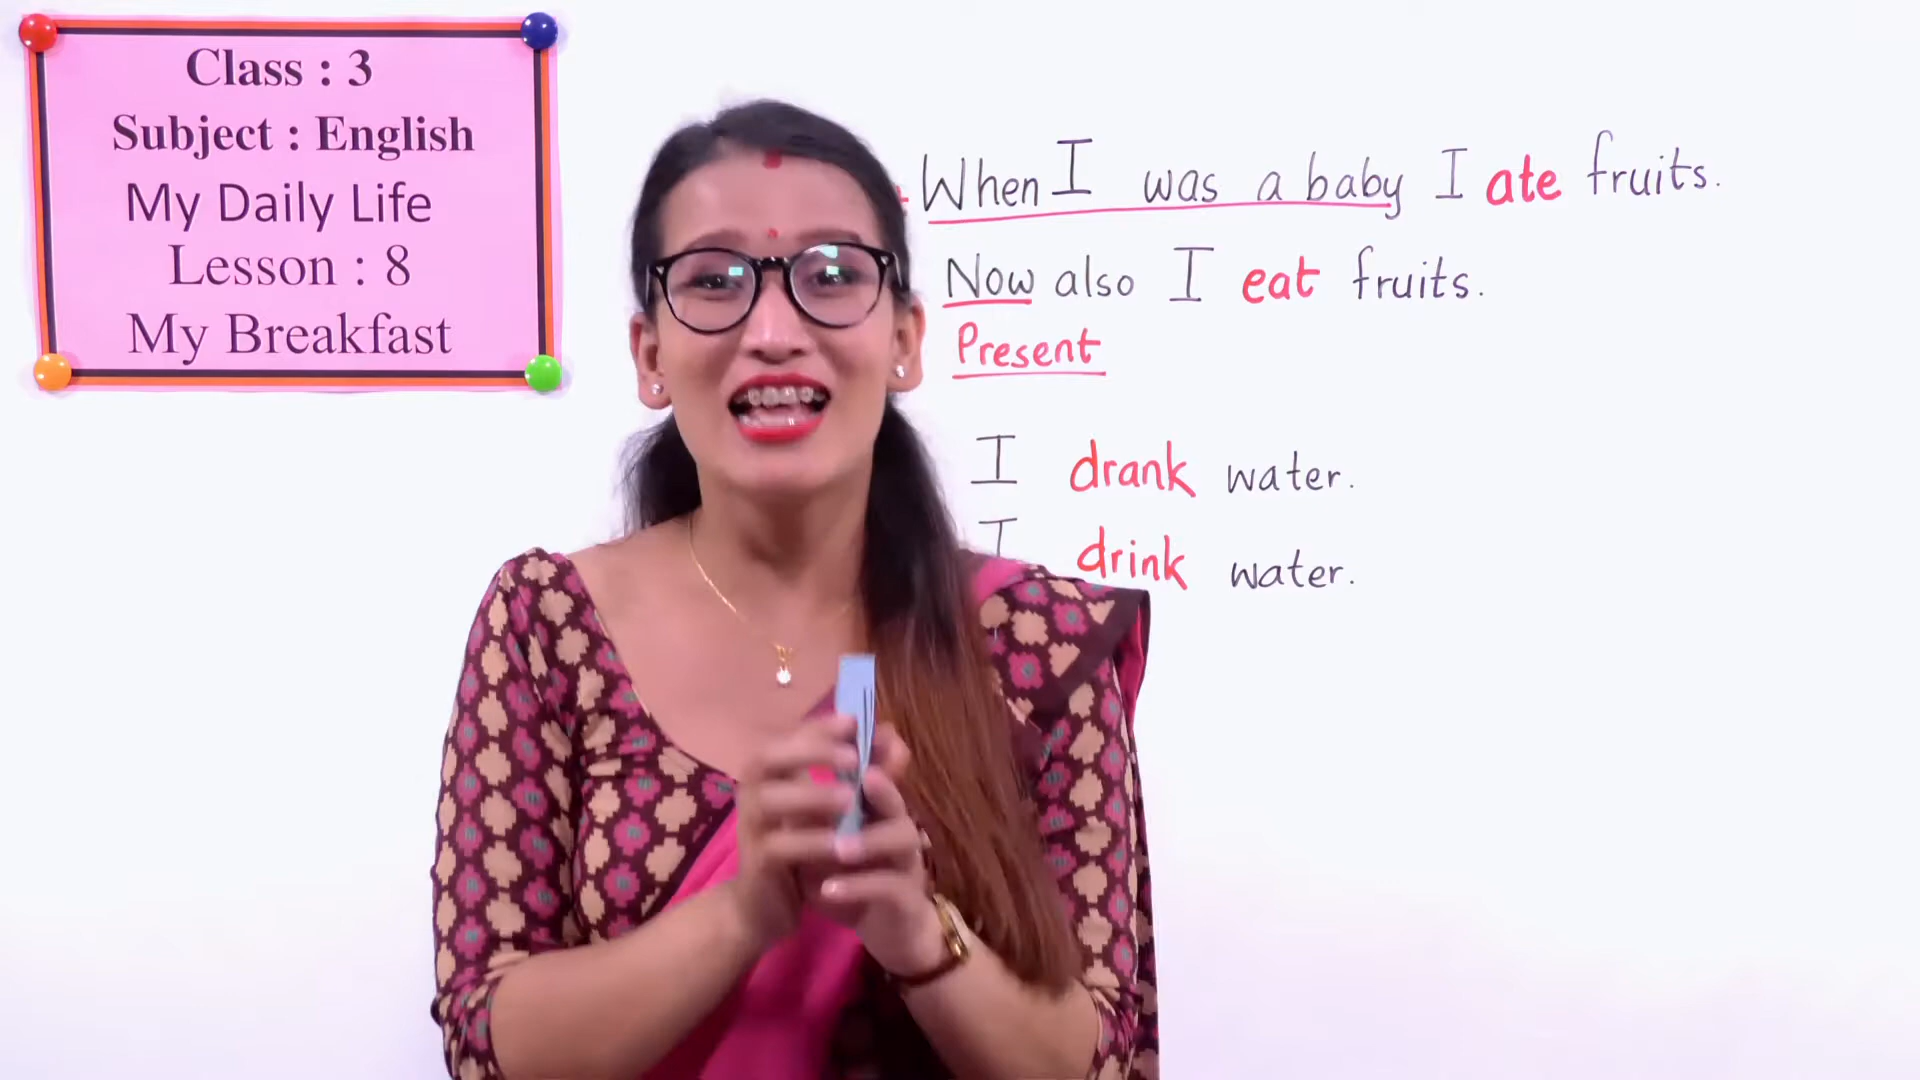 Class : 3
Subject : English
My Daily Life
Lesson : 8
My Breakfast
When I was a baby I ate fruits.
Now also I eat fruits.
Present
I drank water.
I drink water.